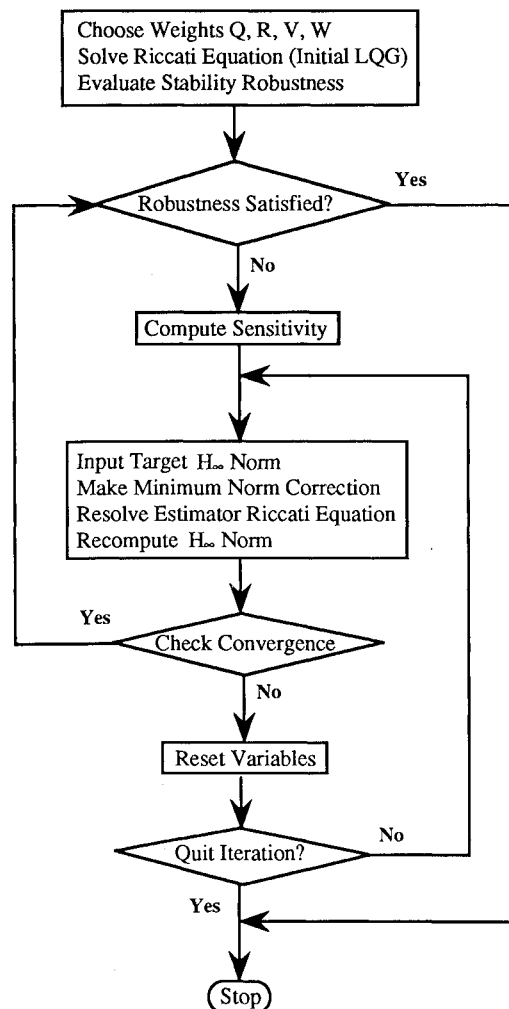 Choose Weights Q, R, V, W
Solve Riccati Equation (Initial LQG)
Evaluate Stability Robustness
Yes
Robustness Satisfied?
No
Compute Sensitivity
Input Target H∞ Norm
Make Minimum Norm Correction
Resolve Estimator Riccati Equation
Recompute H∞ Norm
Yes
Check Convergence
No
Reset Variables
No
Quit Iteration?
Yes
Stop